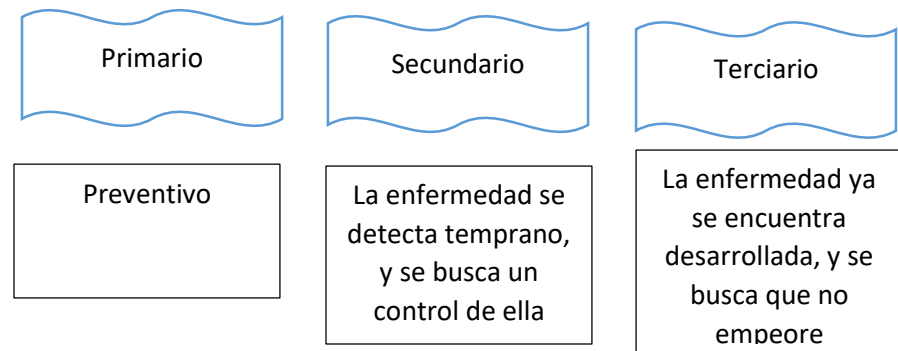 Primario
Secundario
Terciario
Preventivo
La enfermedad se
detecta temprano,
y se busca un
control de ella
La enfermedad ya
se encuentra
desarrollada, y se
busca que no
empeore